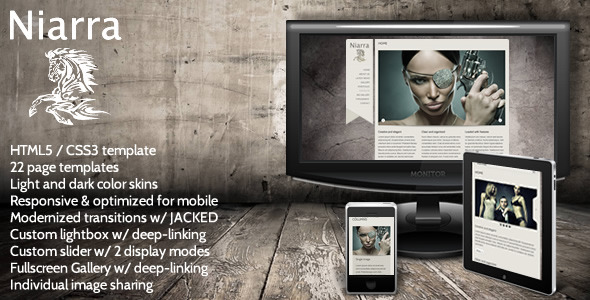 Niarra
HTML5 / CSS3 template
22 page templates
Light and dark color skins
Responsive & optimized for mobile
Modernized transitions w/ JACKED
Custom lightbox w/ deep-linking
Custom slider w/ 2 display modes
Fullscreen Gallery w/ deep-linking
Individual image sharing
Niarra
HOME
MONITOR
COLUMNS
HOME